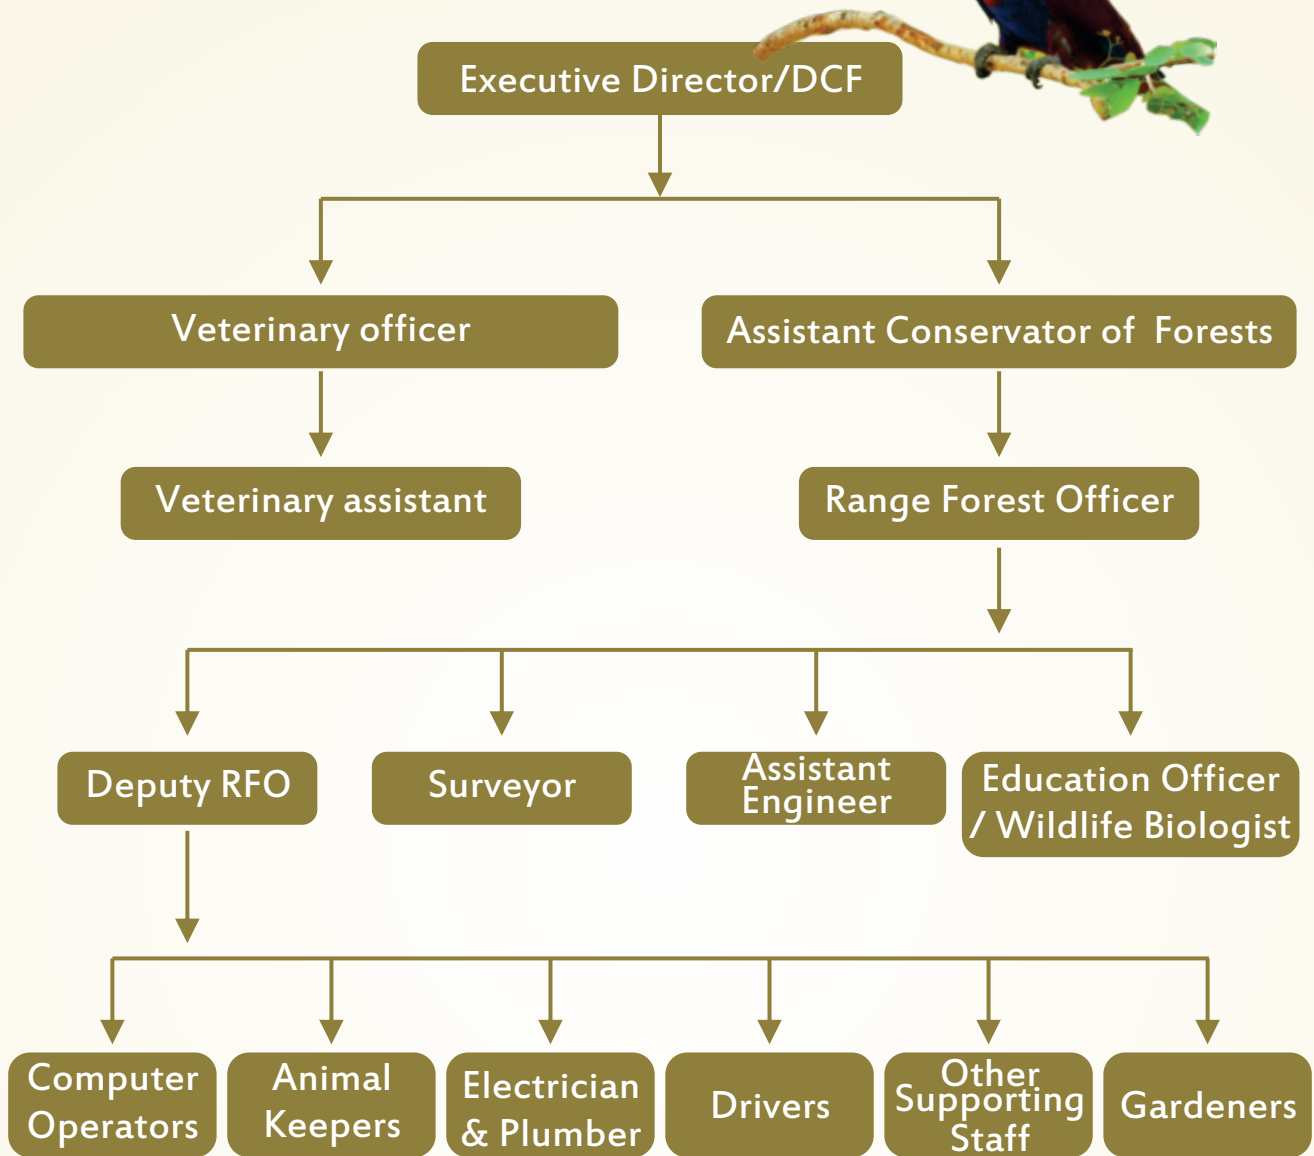 Executive Director/DCF
Veterinary officer
Assistant Conservator of Forests
Veterinary assistant
Range Forest Officer
Deputy RFO
Surveyor
Assistant
Engineer
Education Officer
/ Wildlife Biologist
Computer
Operators
Animal
Keepers
Electrician
& Plumber
Drivers
Other
Supporting
Staff
Gardeners